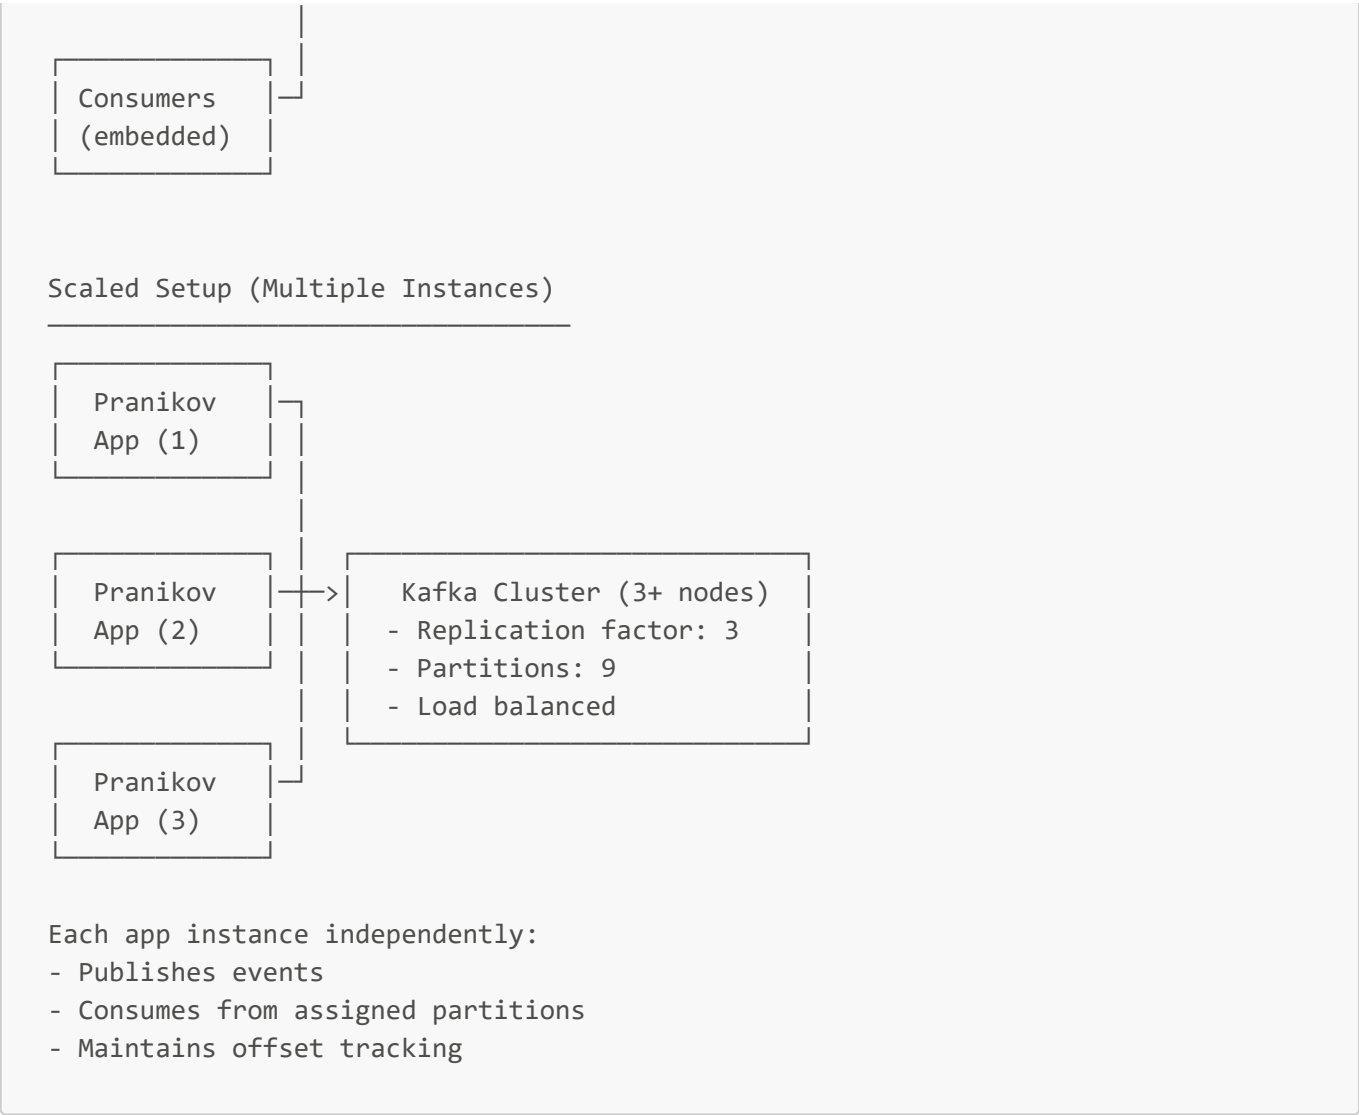 Consumers
(embedded)
Scaled Setup (Multiple Instances)
Pranikov
App (1)
Pranikov
App (2)
Kafka Cluster (3+ nodes)
- Replication factor: 3
- Partitions: 9
- Load balanced
Pranikov
App (3)
Each app instance independently:
- Publishes events
- Consumes from assigned partitions
- Maintains offset tracking